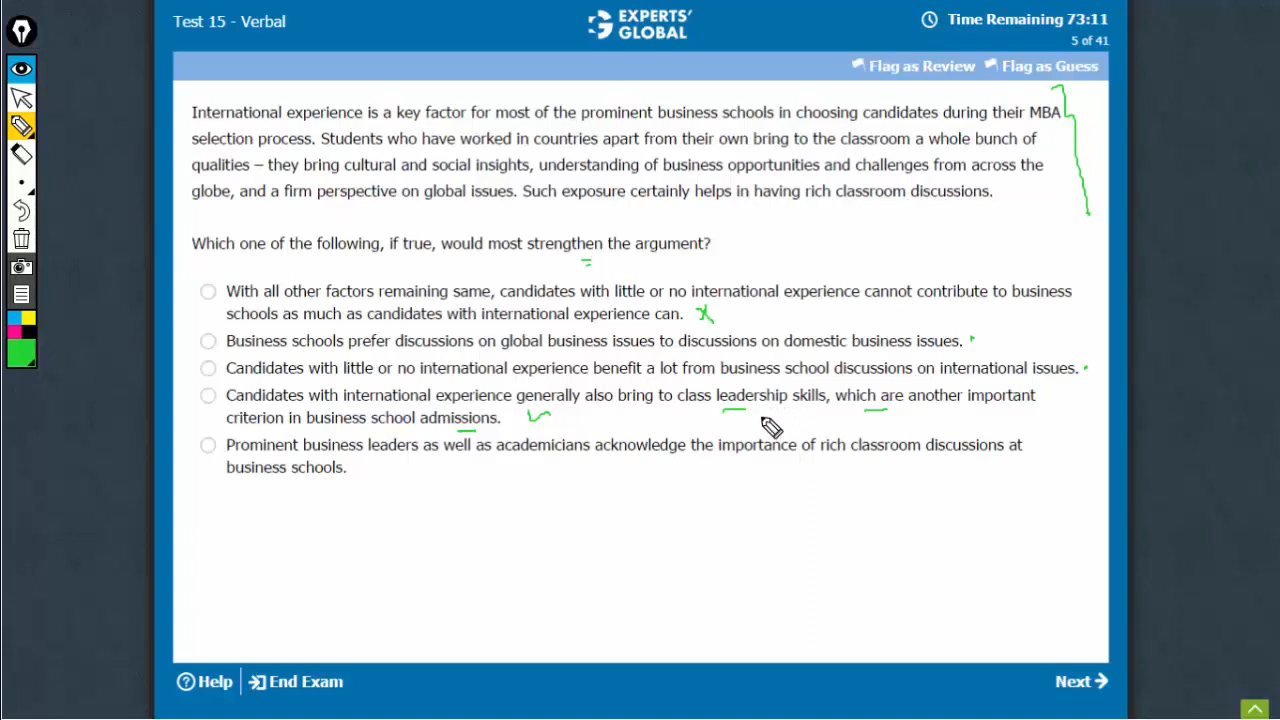 Test 15 - Verbal
EXPERTS'
GLOBAL
Time Remaining 73:11
5 of 41
Flag as Review
Flag as Guess
International experience is a key factor for most of the prominent business schools in choosing candidates during their MBA
selection process. Students who have worked in countries apart from their own bring to the classroom a whole bunch of
qualities – they bring cultural and social insights, understanding of business opportunities and challenges from across the
globe, and a firm perspective on global issues. Such exposure certainly helps in having rich classroom discussions.
Which one of the following, if true, would most strengthen the argument?
With all other factors remaining same, candidates with little or no international experience cannot contribute to business
schools as much as candidates with international experience can.
Business schools prefer discussions on global business issues to discussions on domestic business issues.
Candidates with little or no international experience benefit a lot from business school discussions on international issues.
Candidates with international experience generally also bring to class leadership skills, which are another important
criterion in business school admissions.
Prominent business leaders as well as academicians acknowledge the importance of rich classroom discussions at
business schools.
Help
End Exam
Next